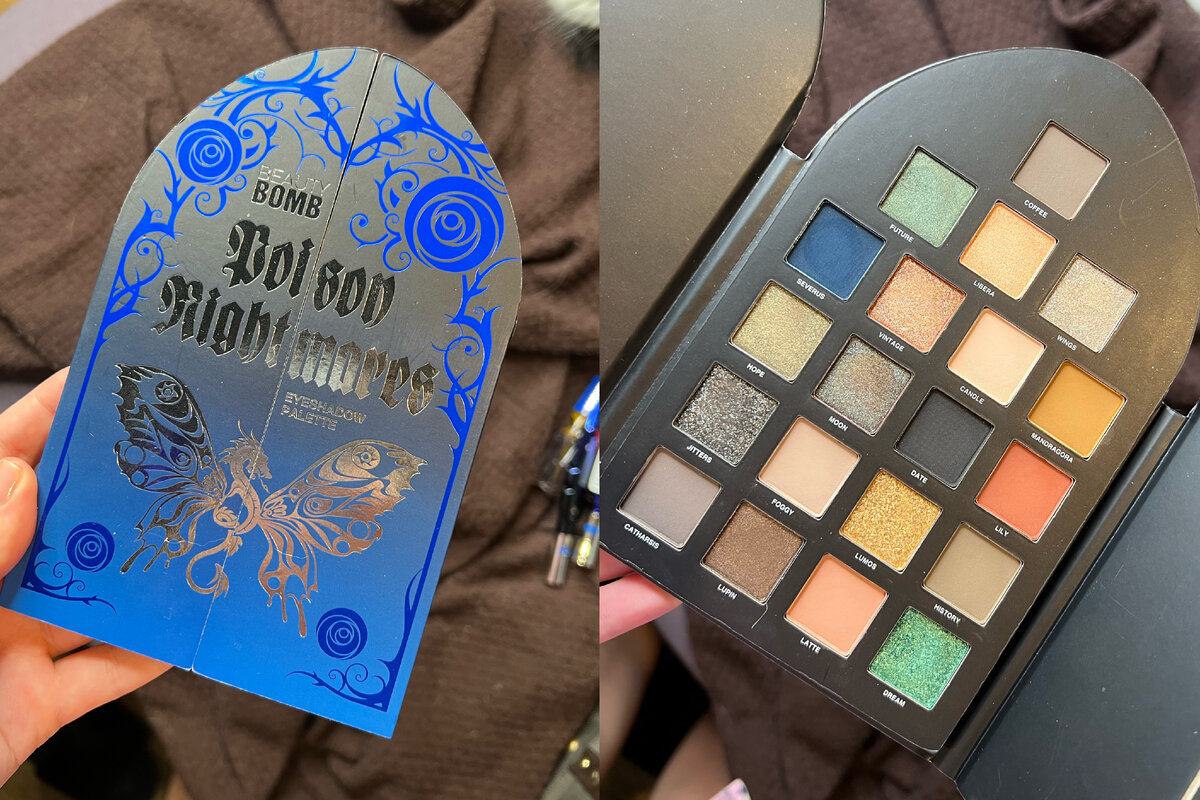 BEAUTY
BOMB
Poison
Nightmares
EYESHADOW
PALETTE
COFFEE
FUTURE LIBERA WINGS
SEVERUS VINTAGE CANDLE MANDRAGORA
HOPE MOON DATE LILY
JITTERS FOGGY LUMOS HISTORY
CATHARSIS LUPIN LATTE DREAM